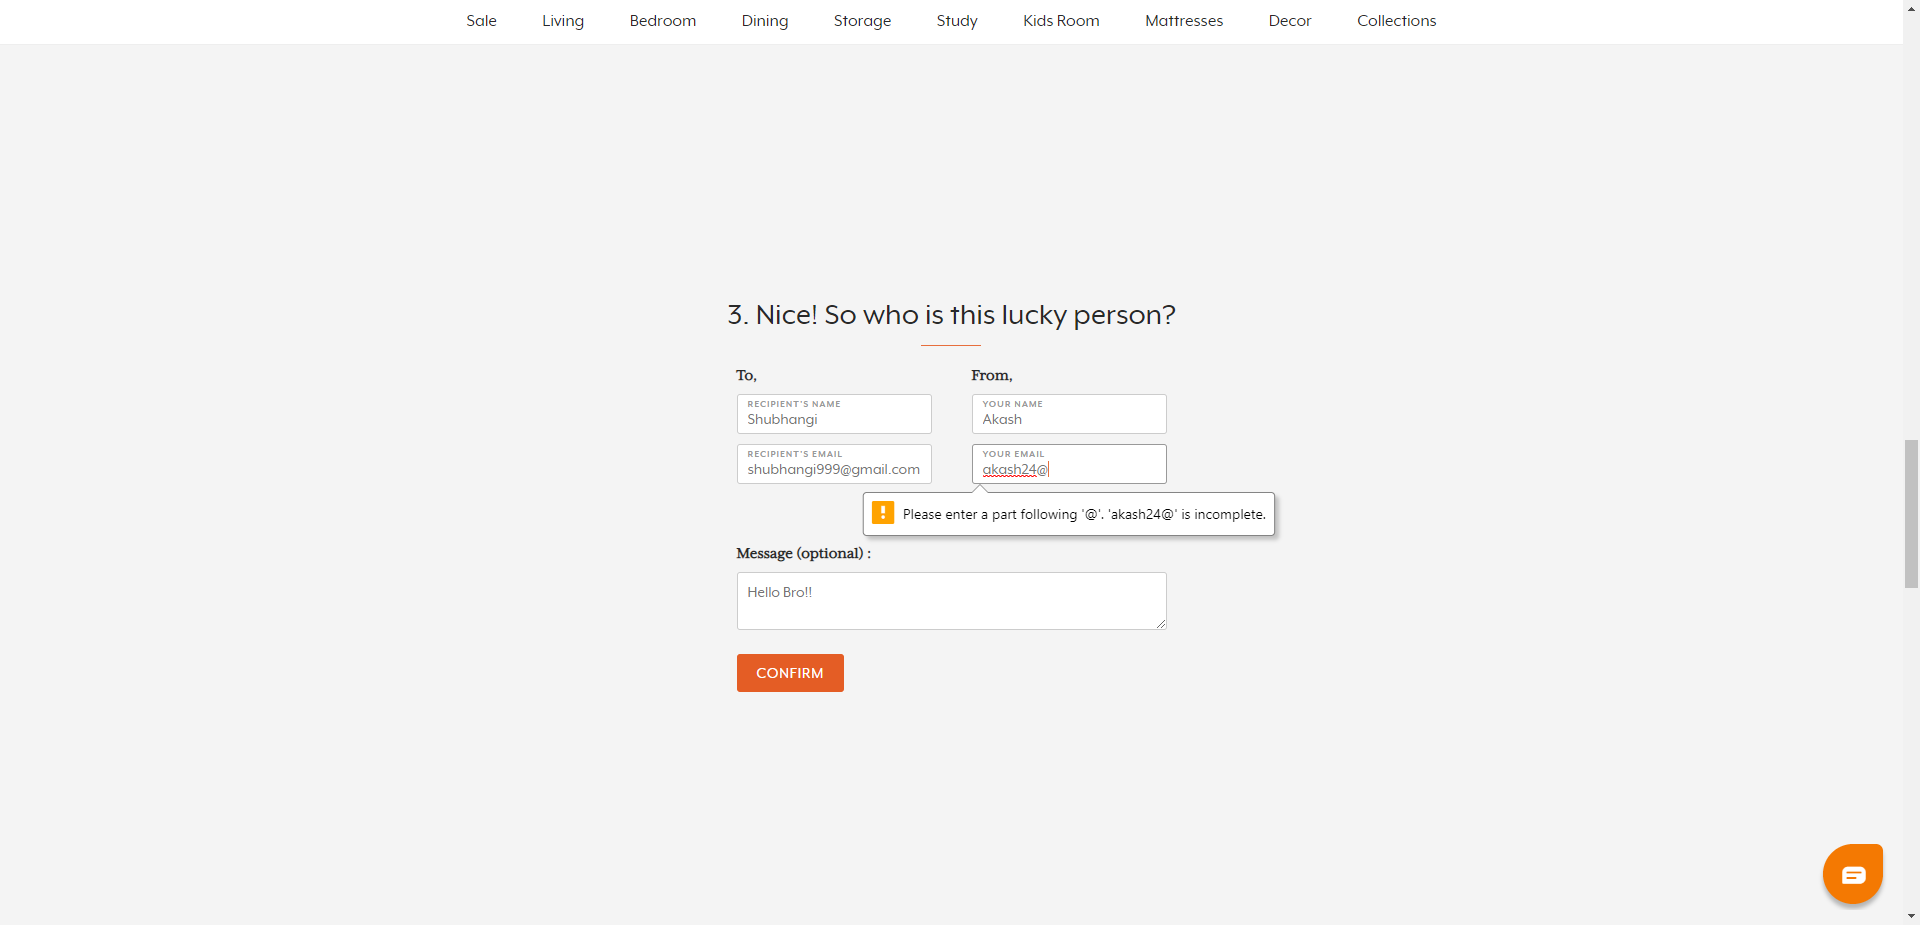 Sale Living Bedroom Dining Storage Study Kids Room Mattresses Decor Collections
3. Nice! So who is this lucky person?
To, From,
RECIPIENT'S NAME YOUR NAME
Shubhangi Akash
RECIPIENT'S EMAIL YOUR EMAIL
shubhangi999@gmail.com akash24@
! Please enter a part following '@'. 'akash24@' is incomplete.
Message (optional) :
Hello Bro!!
CONFIRM